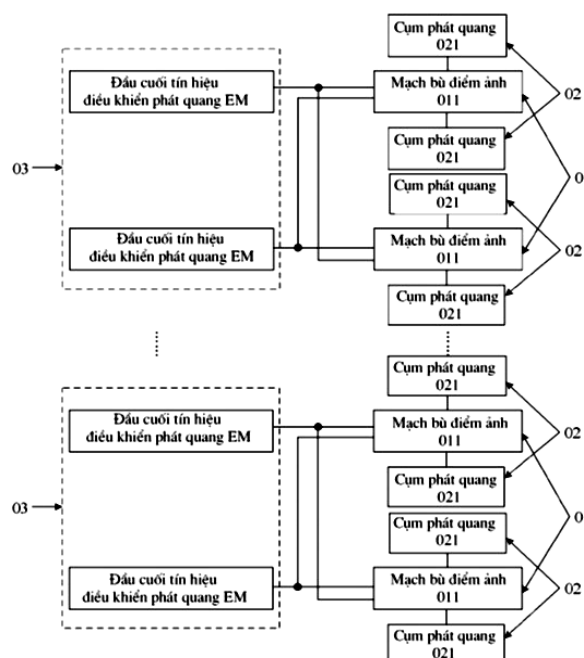 Cụm phát quang
021
Đầu cuối tín hiệu
điều khiển phát quang EM
Mạch bù điểm ảnh
011
02
Cụm phát quang
021
03
Cụm phát quang
021
0
Đầu cuối tín hiệu
điều khiển phát quang EM
Mạch bù điểm ảnh
011
02
Cụm phát quang
021
Cụm phát quang
021
Đầu cuối tín hiệu
điều khiển phát quang EM
Mạch bù điểm ảnh
011
02
Cụm phát quang
021
03
Cụm phát quang
021
0
Đầu cuối tín hiệu
điều khiển phát quang EM
Mạch bù điểm ảnh
011
02
Cụm phát quang
021